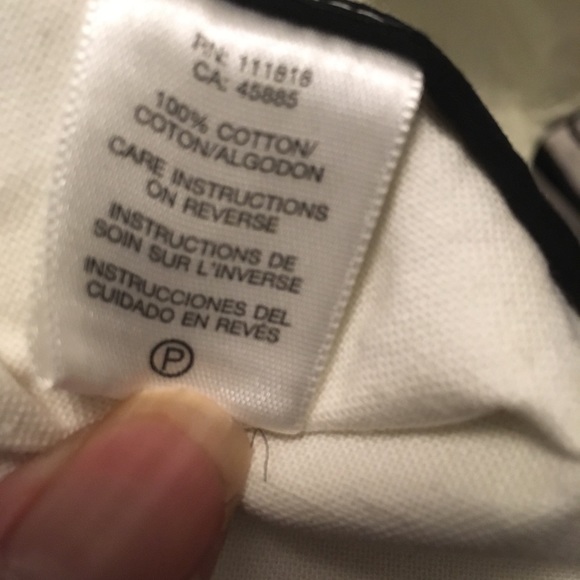 RN: 111818
CA: 45885
100% COTTON/
COTON/ALGODON
CARE INSTRUCTIONS
ON REVERSE
INSTRUCTIONS DE
SOIN SUR L'INVERSE
INSTRUCCIONES DEL
CUIDADO EN REVÉS
P